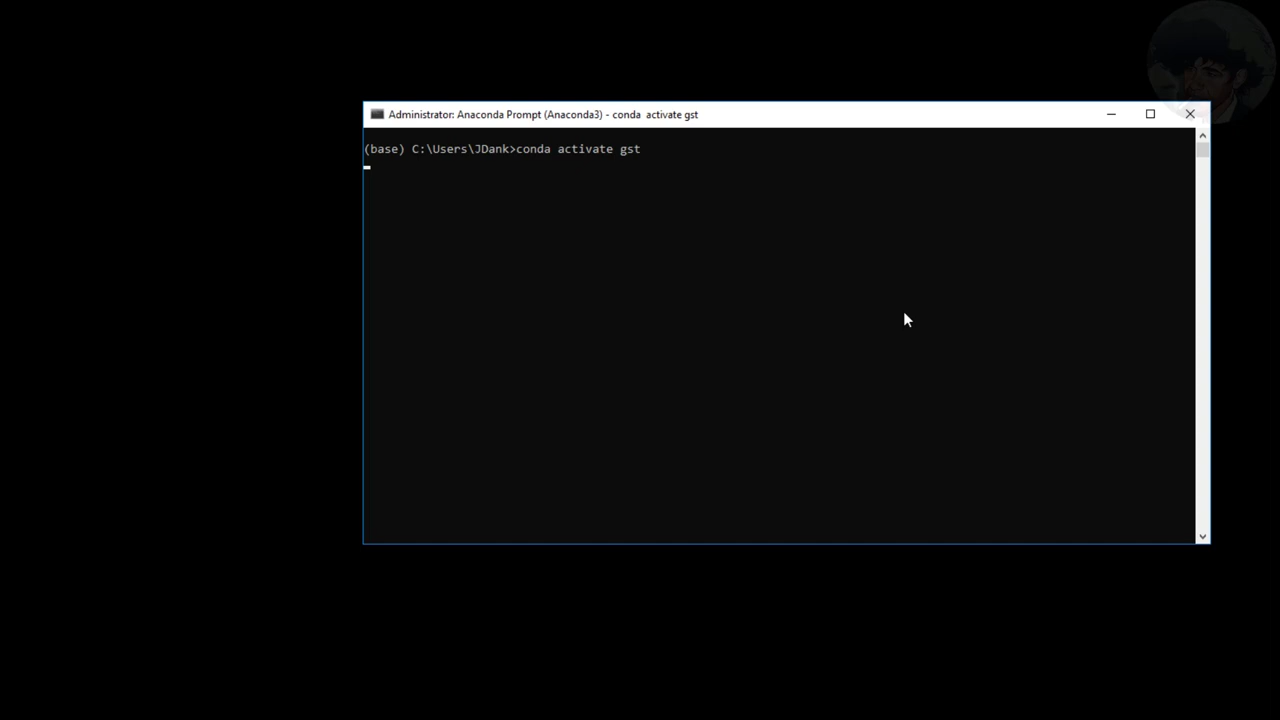 Administrator: Anaconda Prompt (Anaconda3) - conda  activate gst
(base) C:\Users\JDank>conda activate gst